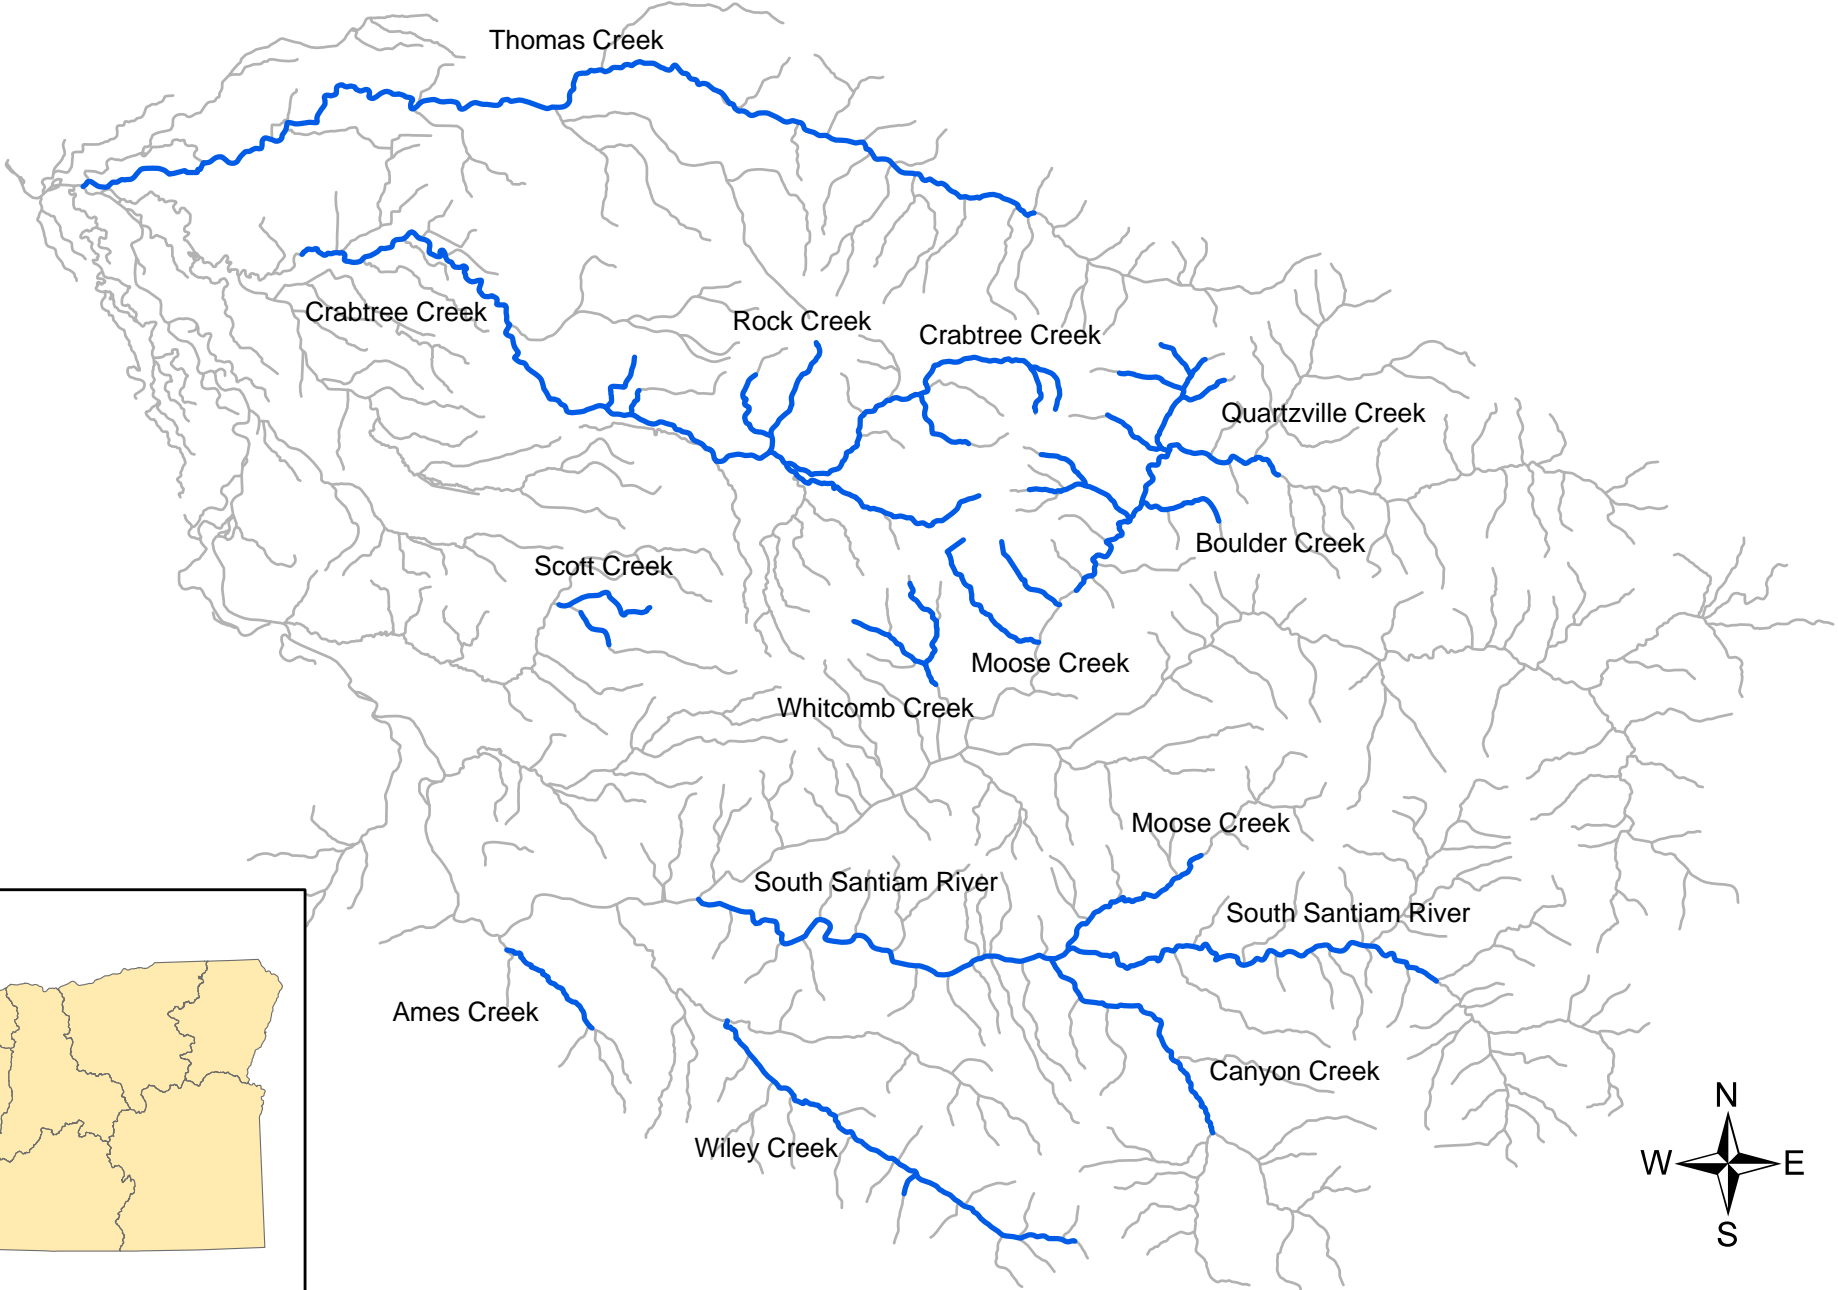 Thomas Creek
Crabtree Creek
Rock Creek
Crabtree Creek
Quartzville Creek
Boulder Creek
Scott Creek
Moose Creek
Whitcomb Creek
Moose Creek
South Santiam River
South Santiam River
Ames Creek
Canyon Creek
Wiley Creek
N
W E
S